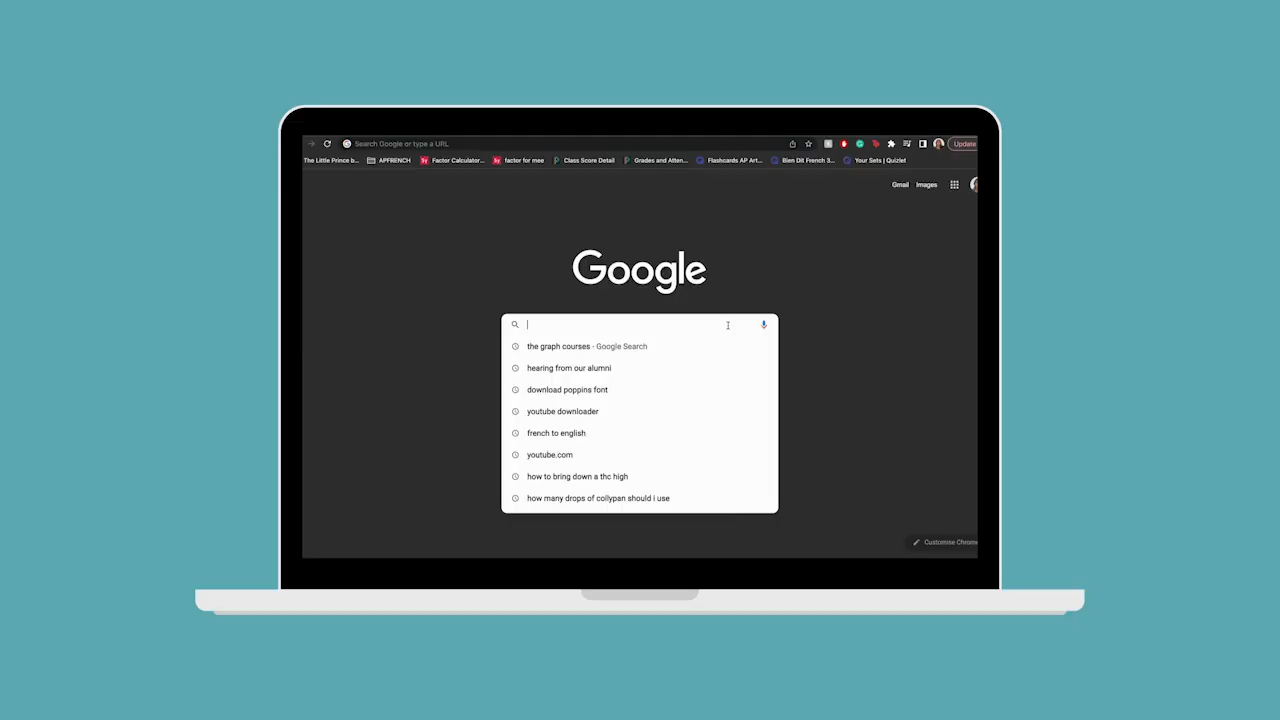 Search Google or type a URL
Update
The Little Prince b...
APFRENCH
Factor Calculator...
factor for mee
Class Score Detail
Grades and Atten...
Flashcards AP Art...
Bien Dit French 3...
Your Sets | Quizlet
Gmail
Images
Google
the graph courses - Google Search
hearing from our alumni
download poppins font
youtube downloader
french to english
youtube.com
how to bring down a thc high
how many drops of collypan should i use
Customise Chrome